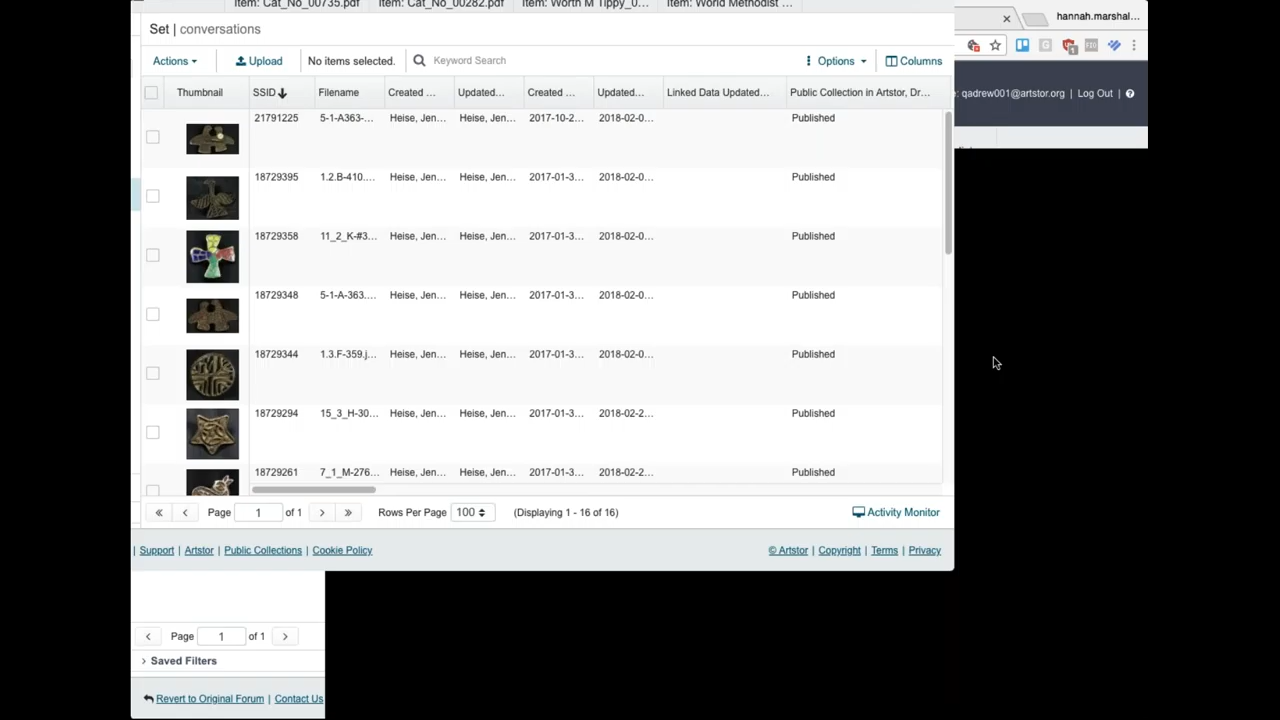 Item: Cat_No_00735.pdf Item: Cat_No_00282.pdf Item: Worth M Tippy_0... Item: World Methodist ...
hannah.marshal...
Set | conversations
Actions Upload No items selected. Keyword Search Options Columns
: qadrew001@artstor.org | Log Out |
Thumbnail SSID Filename Created ... Updated... Created ... Updated... Linked Data Updated... Public Collection in Artstor, Dr...
21791225 5-1-A363-... Heise, Jen... Heise, Jen... 2017-10-2... 2018-02-0... Published
18729395 1.2.B-410.... Heise, Jen... Heise, Jen... 2017-01-3... 2018-02-0... Published
18729358 11_2_K-#3... Heise, Jen... Heise, Jen... 2017-01-3... 2018-02-0... Published
18729348 5-1-A-363.... Heise, Jen... Heise, Jen... 2017-01-3... 2018-02-0... Published
18729344 1.3.F-359.j... Heise, Jen... Heise, Jen... 2017-01-3... 2018-02-0... Published
18729294 15_3_H-30... Heise, Jen... Heise, Jen... 2017-01-3... 2018-02-2... Published
18729261 7_1_M-276... Heise, Jen... Heise, Jen... 2017-01-3... 2018-02-2... Published
Page 1 of 1 Rows Per Page 100 (Displaying 1 - 16 of 16) Activity Monitor
| Support | Artstor | Public Collections | Cookie Policy © Artstor | Copyright | Terms | Privacy
Page 1 of 1
Saved Filters
Revert to Original Forum | Contact Us